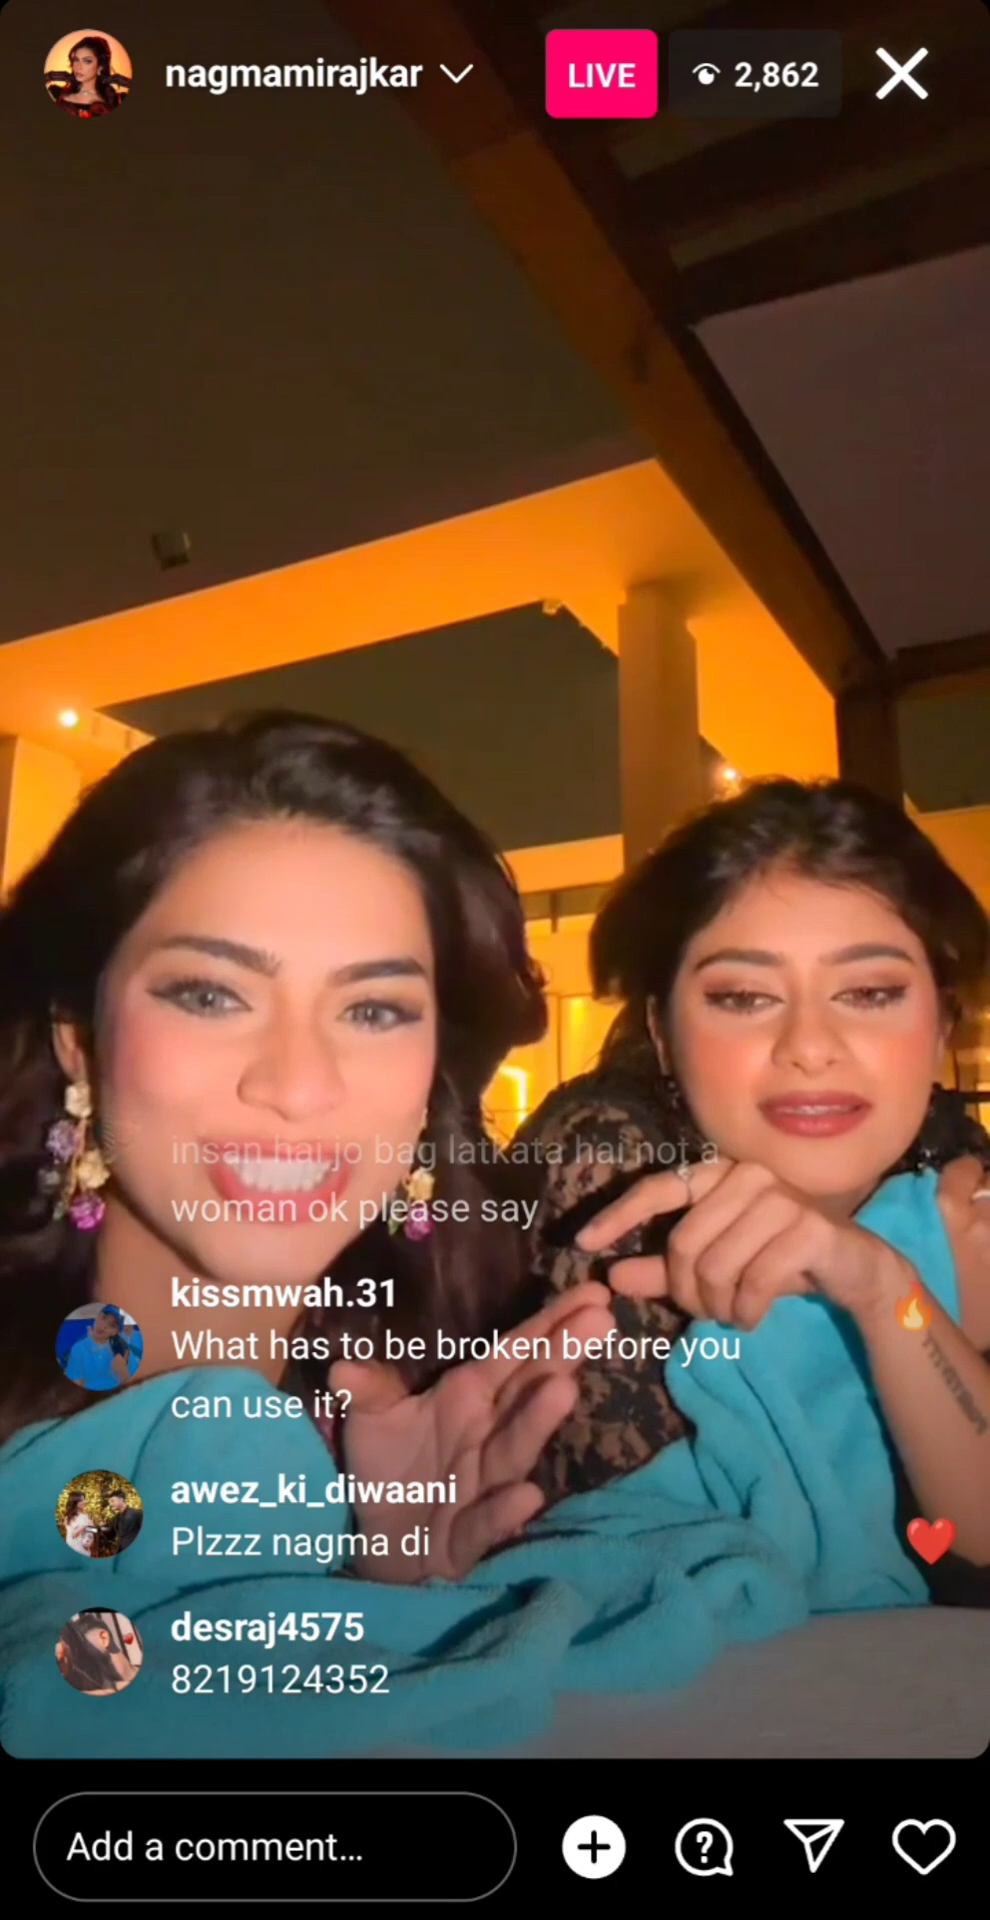 nagmamirajkar
LIVE
2,862
insan hai jo bag latkata hai not a
woman ok please say
kissmwah.31
What has to be broken before you
can use it?
awez_ki_diwaani
Plzzz nagma di
desraj4575
8219124352
Add a comment...